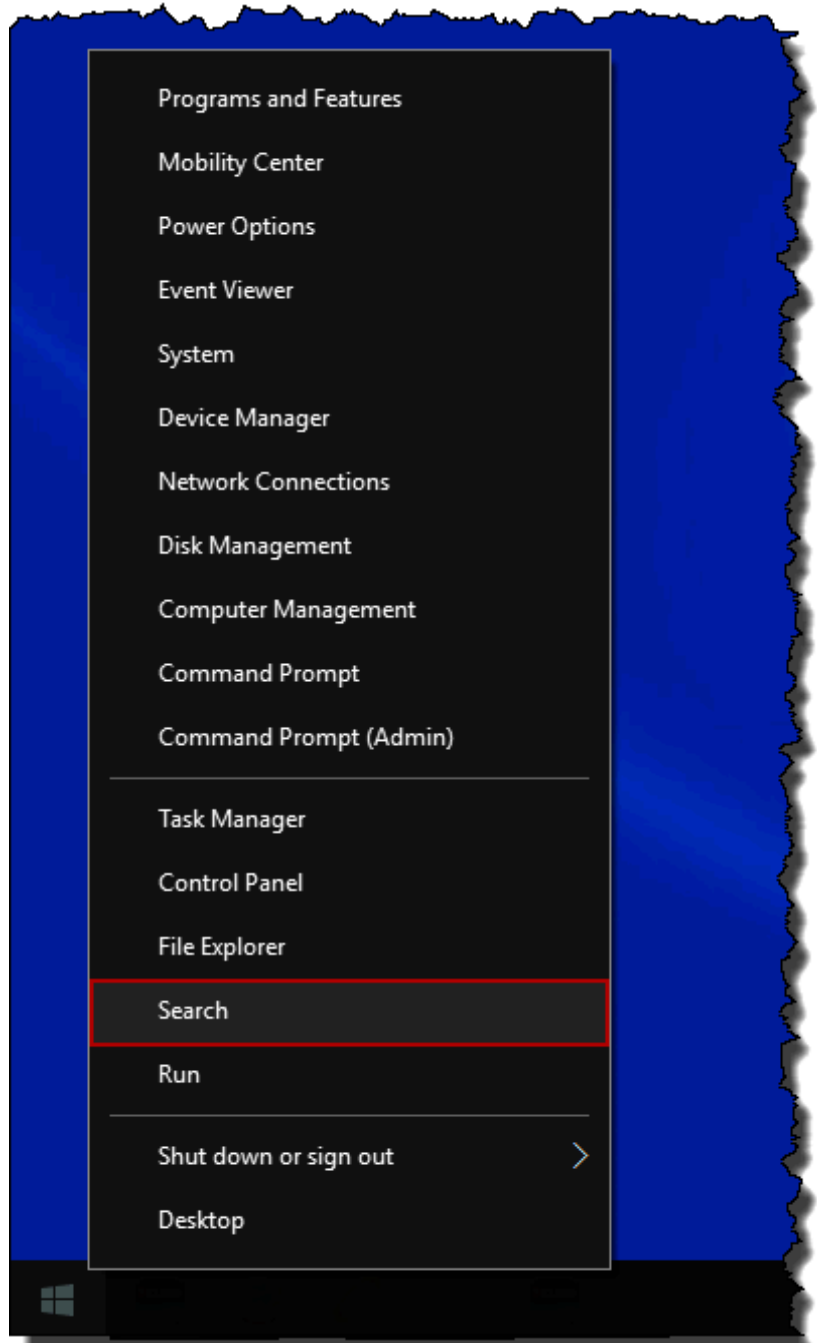 Programs and Features
Mobility Center
Power Options
Event Viewer
System
Device Manager
Network Connections
Disk Management
Computer Management
Command Prompt
Command Prompt (Admin)
Task Manager
Control Panel
File Explorer
Search
Run
Shut down or sign out
Desktop